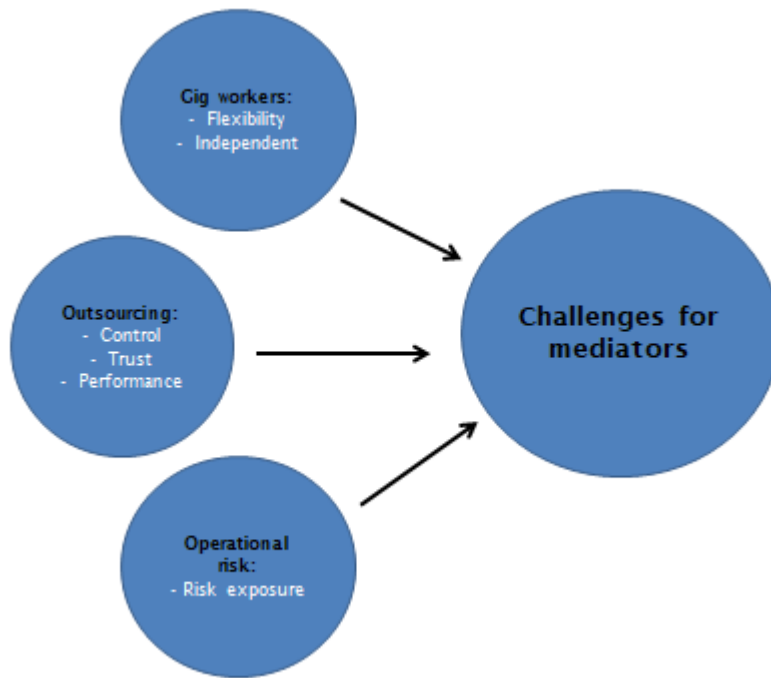 Gig workers:
- Flexibility
- Independent
Outsourcing:
- Control
- Trust
- Performance
Operational
risk:
- Risk exposure
Challenges for
mediators